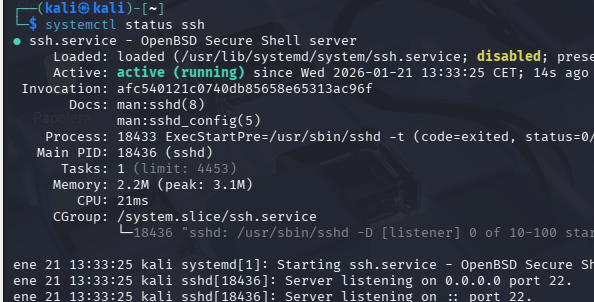 ┌──(kali㉿kali)-[~]
└─$ systemctl status ssh
● ssh.service - OpenBSD Secure Shell server
Loaded: loaded (/usr/lib/systemd/system/ssh.service; disabled; prese
Active: active (running) since Wed 2026-01-21 13:33:25 CET; 14s ago
Invocation: afc540121c0740db85658e65313ac96f
Docs: man:sshd(8)
man:sshd_config(5)
Process: 18433 ExecStartPre=/usr/sbin/sshd -t (code=exited, status=0/
Main PID: 18436 (sshd)
Tasks: 1 (limit: 4453)
Memory: 2.2M (peak: 3.1M)
CPU: 21ms
CGroup: /system.slice/ssh.service
└─18436 "sshd: /usr/sbin/sshd -D [listener] 0 of 10-100 star
ene 21 13:33:25 kali systemd[1]: Starting ssh.service - OpenBSD Secure Sh
ene 21 13:33:25 kali sshd[18436]: Server listening on 0.0.0.0 port 22.
ene 21 13:33:25 kali sshd[18436]: Server listening on :: port 22.